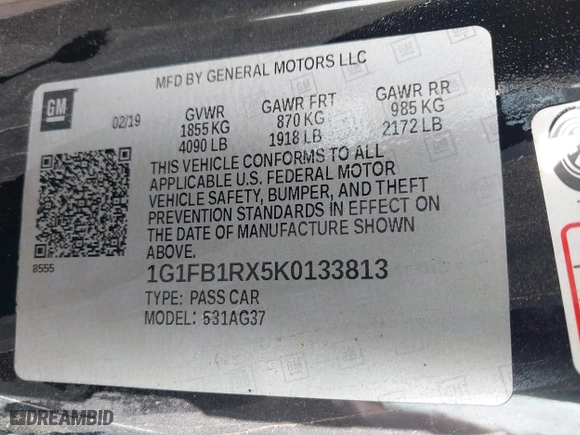 MFD BY GENERAL MOTORS LLC
GM
02/19
GVWR GAWR FRT GAWR RR
1855 KG 870 KG 985 KG
4090 LB 1918 LB 2172 LB
THIS VEHICLE CONFORMS TO ALL
APPLICABLE U.S. FEDERAL MOTOR
VEHICLE SAFETY, BUMPER, AND THEFT
PREVENTION STANDARDS IN EFFECT ON
THE DATE OF MANUFACTURE SHOWN
ABOVE.
8555
1G1FB1RX5K0133813
TYPE: PASS CAR
MODEL: 531AG37
DREAMBID